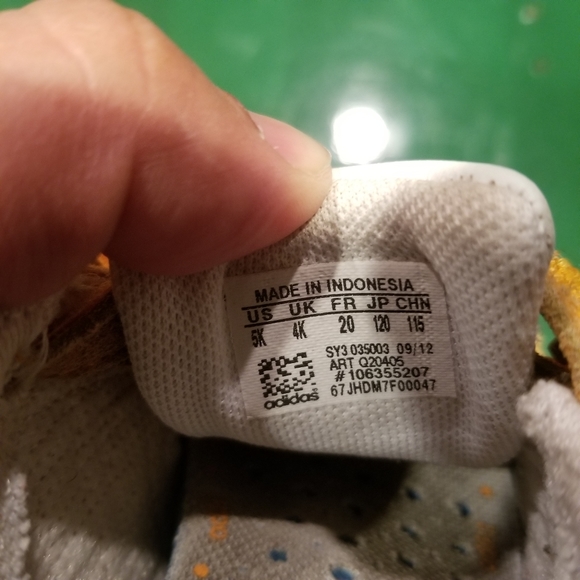 MADE IN INDONESIA
US UK FR JP CHN
5K 4K 20 120 115
SY3 035003 09/12
ART Q20405
# 106355207
67JHDM7F00047
adidas